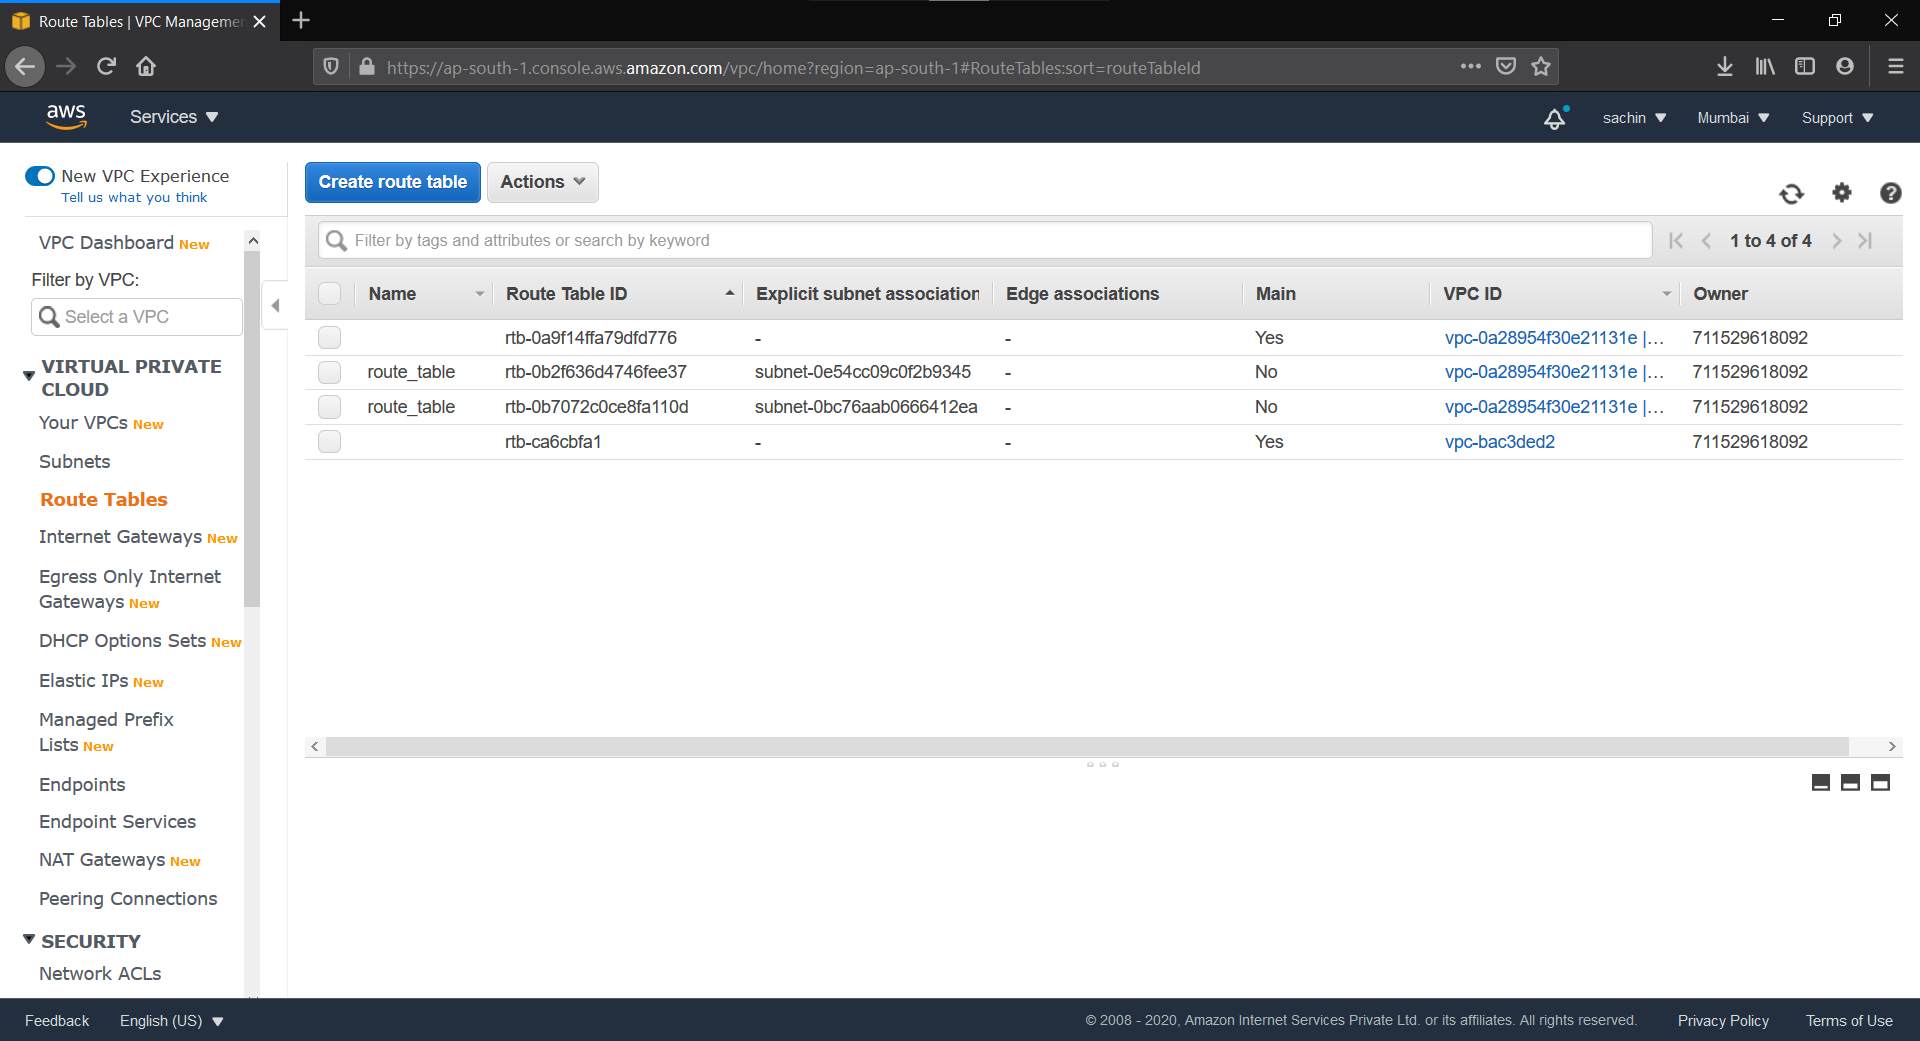 Route Tables | VPC Managemen
https://ap-south-1.console.aws.amazon.com/vpc/home?region=ap-south-1#RouteTables:sort=routeTableId
aws
Services
sachin
Mumbai
Support
New VPC Experience
Tell us what you think
VPC Dashboard New
Filter by VPC:
Select a VPC
VIRTUAL PRIVATE
CLOUD
Your VPCs New
Subnets
Route Tables
Internet Gateways New
Egress Only Internet
Gateways New
DHCP Options Sets New
Elastic IPs New
Managed Prefix
Lists New
Endpoints
Endpoint Services
NAT Gateways New
Peering Connections
SECURITY
Network ACLs
Create route table
Actions
Filter by tags and attributes or search by keyword
1 to 4 of 4
Name Route Table ID Explicit subnet association Edge associations Main VPC ID Owner
rtb-0a9f14ffa79dfd776 - - Yes vpc-0a28954f30e21131e |... 711529618092
route_table rtb-0b2f636d4746fee37 subnet-0e54cc09c0f2b9345 - No vpc-0a28954f30e21131e |... 711529618092
route_table rtb-0b7072c0ce8fa110d subnet-0bc76aab0666412ea - No vpc-0a28954f30e21131e |... 711529618092
rtb-ca6cbfa1 - - Yes vpc-bac3ded2 711529618092
Feedback
English (US)
© 2008 - 2020, Amazon Internet Services Private Ltd. or its affiliates. All rights reserved.
Privacy Policy
Terms of Use